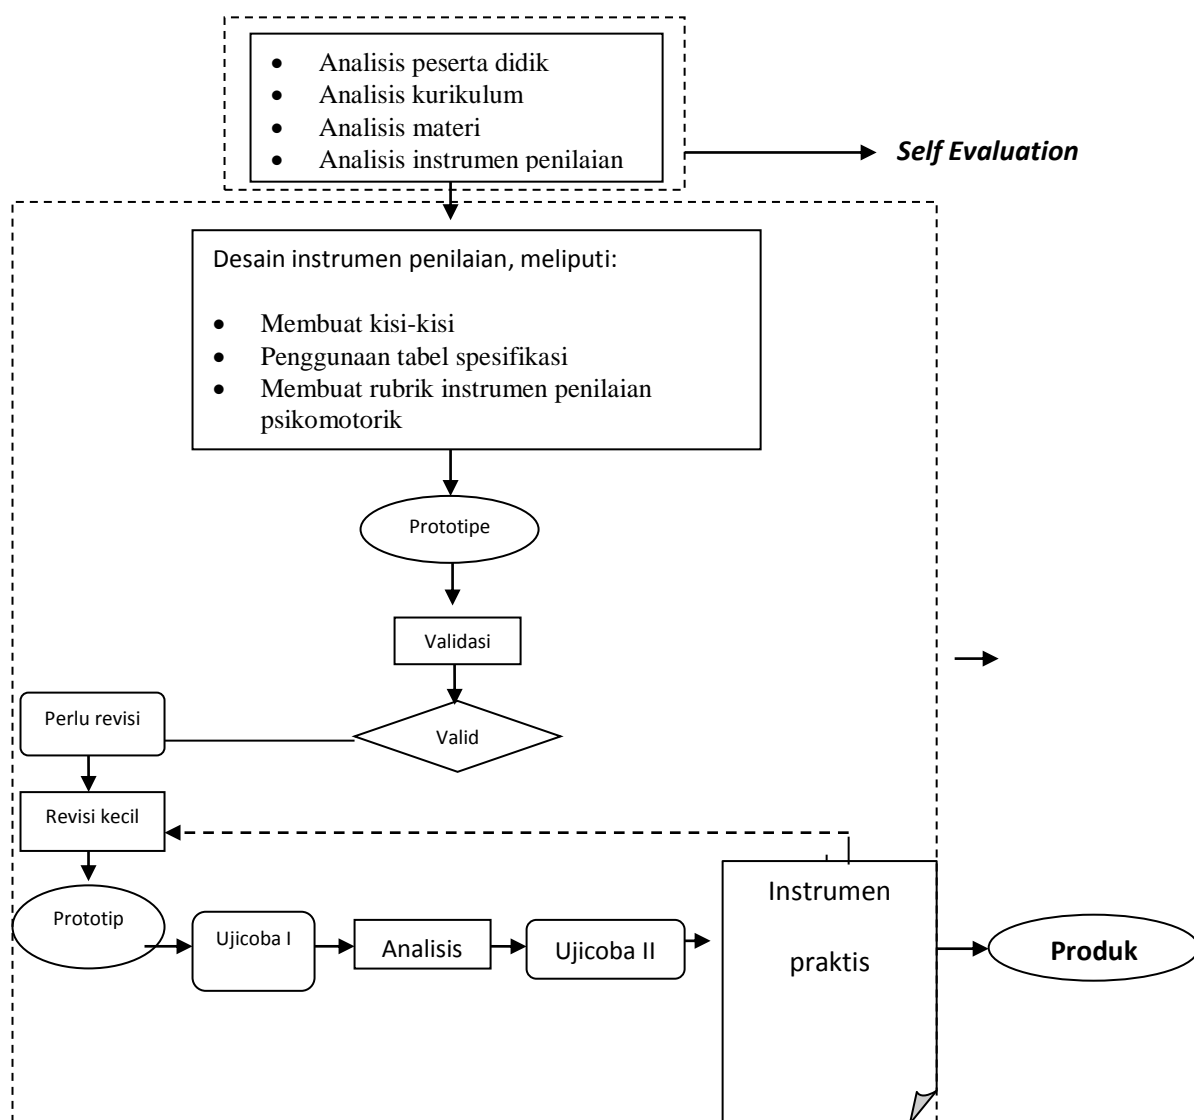 • Analisis peserta didik
• Analisis kurikulum
• Analisis materi
• Analisis instrumen penilaian
Self Evaluation
Desain instrumen penilaian, meliputi:
• Membuat kisi-kisi
• Penggunaan tabel spesifikasi
• Membuat rubrik instrumen penilaian
psikomotorik
Prototipe
Validasi
Valid
Perlu revisi
Revisi kecil
Prototip
Ujicoba I
Analisis
Ujicoba II
Instrumen
praktis
Produk